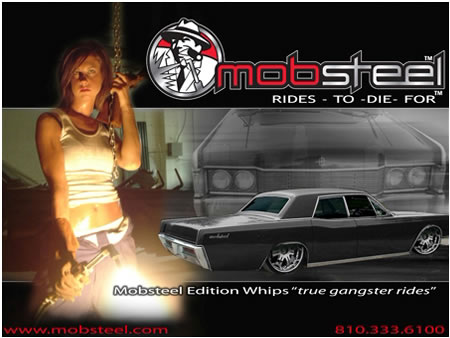 mobsteel™
RIDES - TO - DIE- FOR™
Mobsteel Edition Whips "true gangster rides"
www.mobsteel.com
810.333.6100